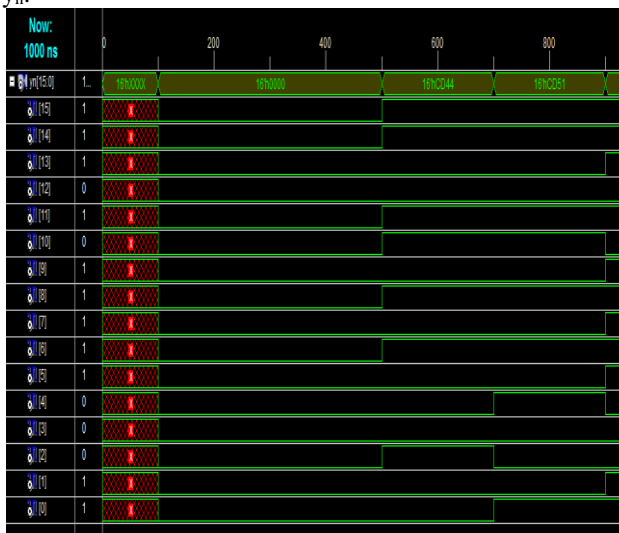 yn.
Now:
1000 ns
0 200 400 600 800
yn[15:0] 1... 16'hXXXX 16'h0000 16'hCD44 16'hCD51
[15] 1 X
[14] 1 X
[13] 1 X
[12] 0 X
[11] 1 X
[10] 0 X
[9] 1 X
[8] 1 X
[7] 1 X
[6] 1 X
[5] 1 X
[4] 0 X
[3] 0 X
[2] 0 X
[1] 1 X
[0] 1 X